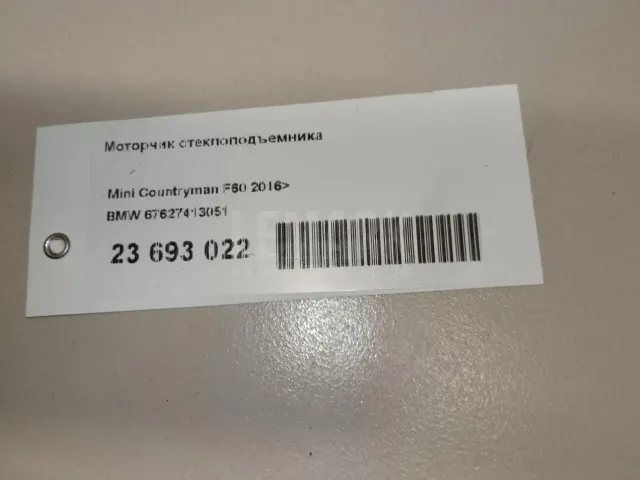 Моторчик стеклоподъемника
Mini Countryman F60 2016>
BMW 67627413051
23 693 022